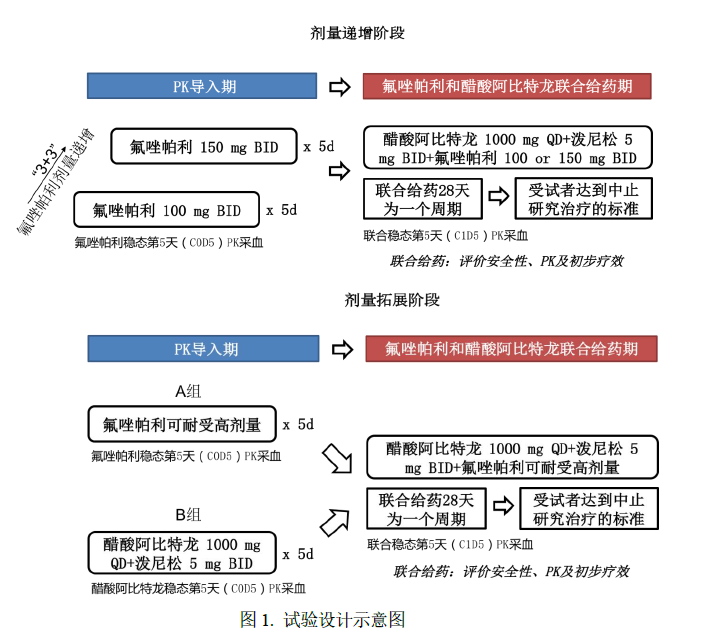 剂量递增阶段
PK导入期
氟唑帕利和醋酸阿比特龙联合给药期
“3+3”
氟唑帕利剂量递增
氟唑帕利 150 mg BID
x 5d
氟唑帕利 100 mg BID
x 5d
氟唑帕利稳态第5天（C0D5）PK采血
醋酸阿比特龙 1000 mg QD+泼尼松 5
mg BID+氟唑帕利 100 or 150 mg BID
联合给药28天
为一个周期
受试者达到中止
研究治疗的标准
联合稳态第5天（C1D5）PK采血
联合给药：评价安全性、PK及初步疗效
剂量拓展阶段
PK导入期
氟唑帕利和醋酸阿比特龙联合给药期
A组
氟唑帕利可耐受高剂量
x 5d
氟唑帕利稳态第5天（C0D5）PK采血
B组
醋酸阿比特龙 1000 mg
QD+泼尼松 5 mg BID
x 5d
醋酸阿比特龙稳态第5天（C0D5）PK采血
醋酸阿比特龙 1000 mg QD+泼尼松 5
mg BID+氟唑帕利可耐受高剂量
联合给药28天
为一个周期
受试者达到中止
研究治疗的标准
联合稳态第5天（C1D5）PK采血
联合给药：评价安全性、PK及初步疗效
图 1. 试验设计示意图